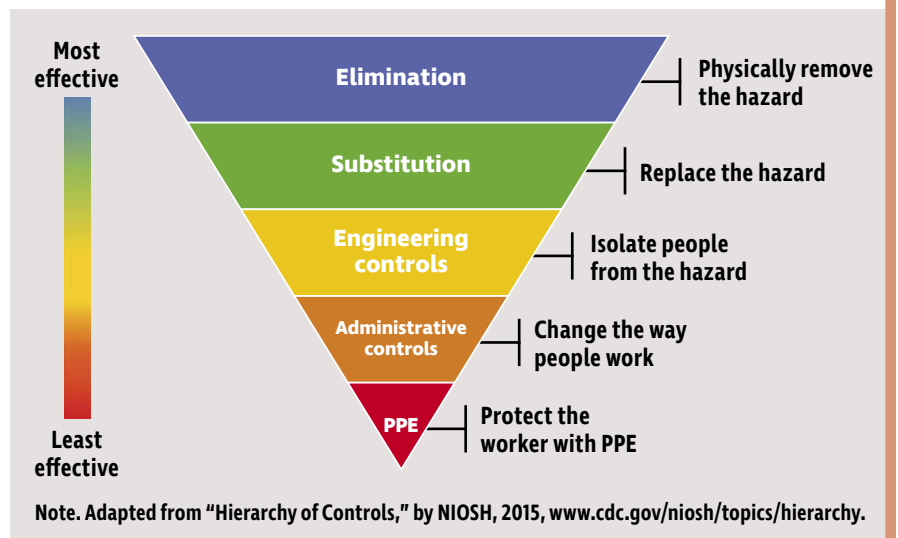 Most
effective
Elimination
Physically remove
the hazard
Substitution
Replace the hazard
Engineering
controls
Isolate people
from the hazard
Administrative
controls
Change the way
people work
PPE
Protect the
worker with PPE
Least
effective
Note. Adapted from “Hierarchy of Controls,” by NIOSH, 2015, www.cdc.gov/niosh/topics/hierarchy.